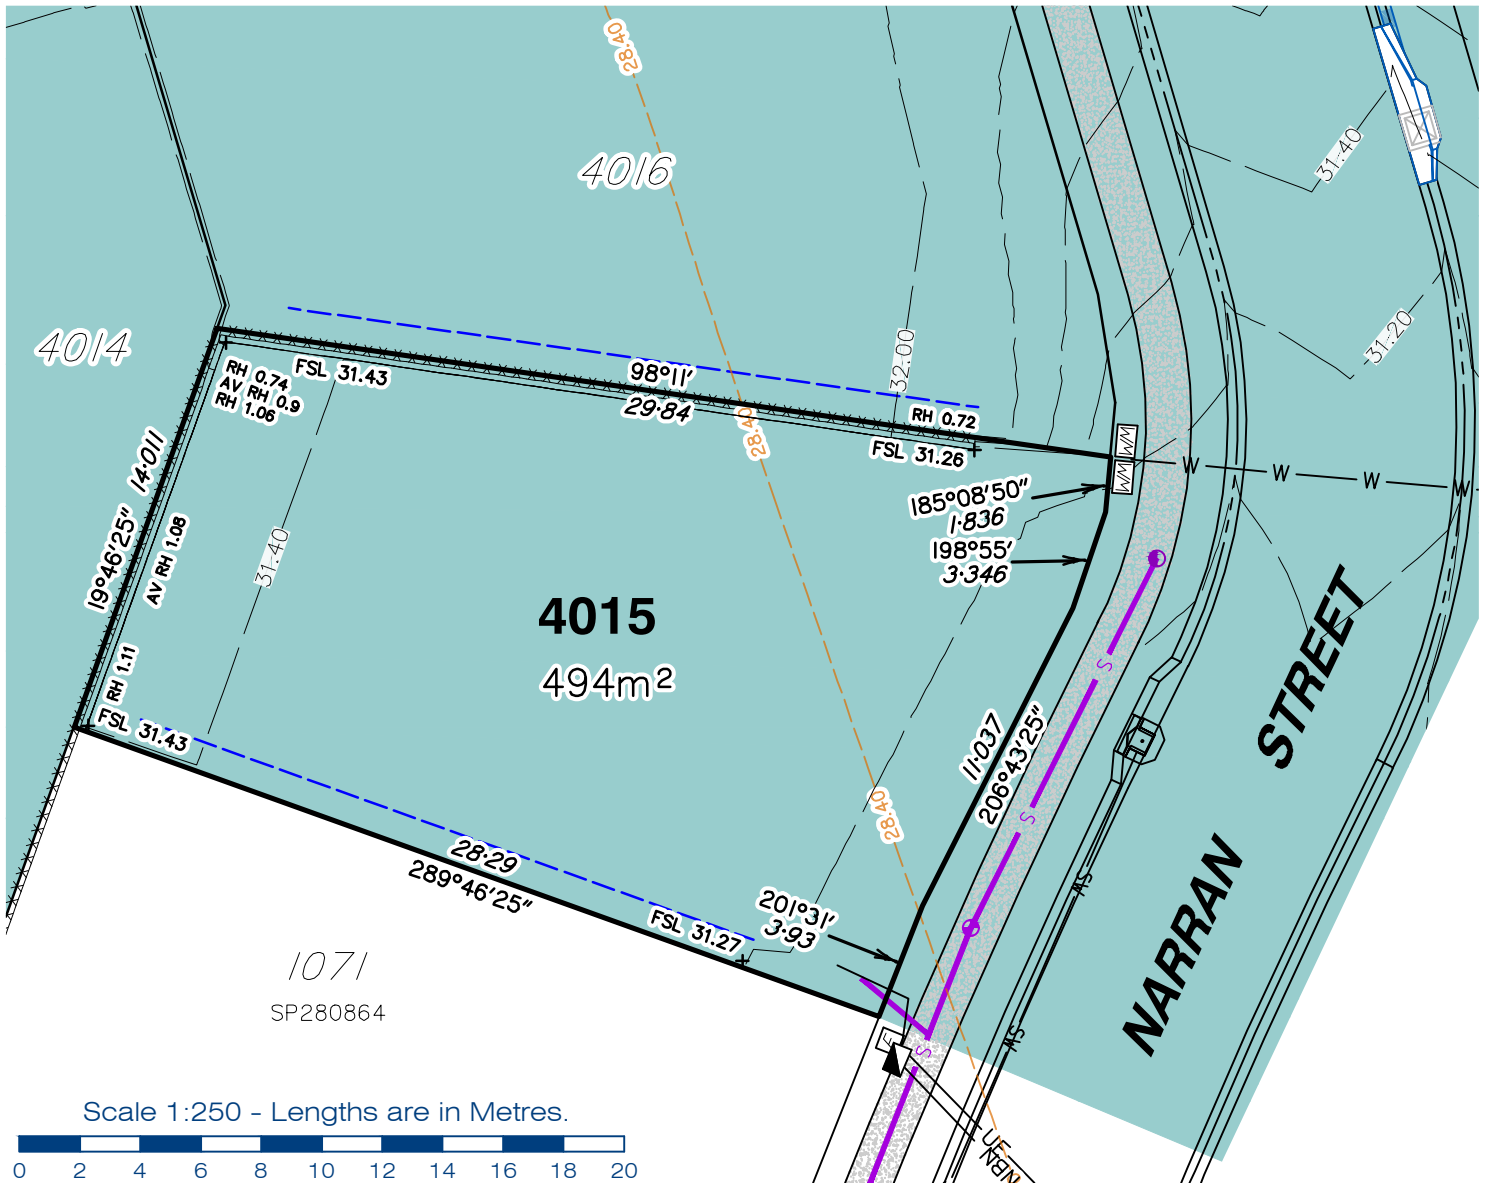 28.40
4016
31.40
4014
31.20
32.00
98°11′
29·84
RH 0.74
AV RH 0.9
RH 1.06
FSL 31.43
RH 0.72
FSL 31.26
28.40
WM
WM
W
W
W
W
185°08′50″
1·836
198°55′
3·346
19°46′25″ 14·011
AV RH 1.08
31.40
4015
494m²
RH 1.11
FSL 31.43
S
11·037
206°43′25″
S
28.40
28·29
289°46′25″
FSL 31.27
201°31′
3·93
SW
SW
STREET
NARRAN
1071
SP280864
S
UE
NBN
Scale 1:250 - Lengths are in Metres.
0 2 4 6 8 10 12 14 16 18 20